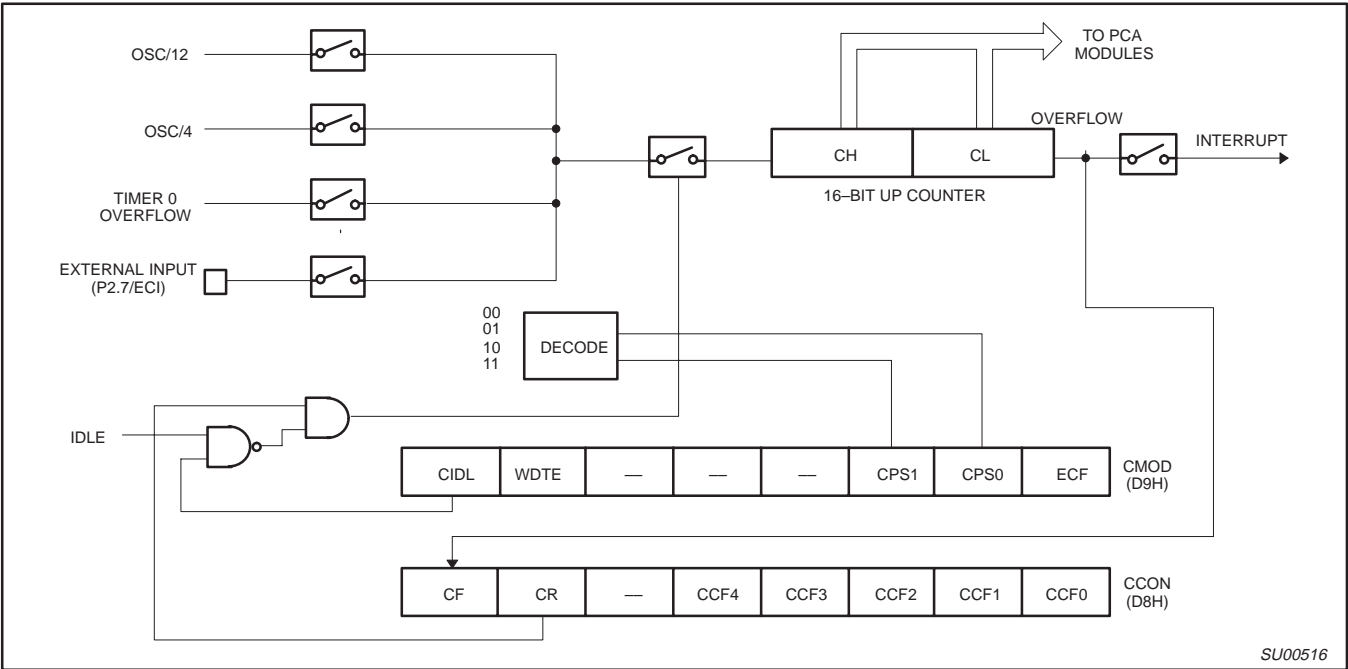 OSC/12
OSC/4
TIMER 0
OVERFLOW
EXTERNAL INPUT
(P2.7/ECI)
TO PCA
MODULES
OVERFLOW
INTERRUPT
CH
CL
16–BIT UP COUNTER
00
01
10
11
DECODE
IDLE
CIDL WDTE –– –– –– CPS1 CPS0 ECF
CMOD
(D9H)
CF CR –– CCF4 CCF3 CCF2 CCF1 CCF0
CCON
(D8H)
SU00516